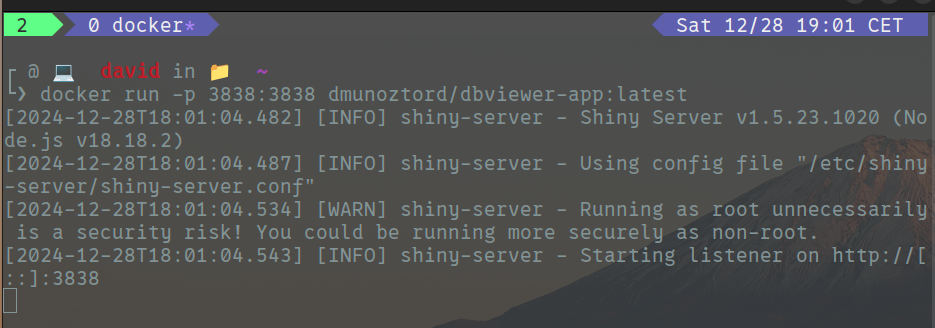 2 0 docker* Sat 12/28 19:01 CET
@ 💻 david in 📁 ~
❯ docker run -p 3838:3838 dmunoztord/dbviewer-app:latest
[2024-12-28T18:01:04.482] [INFO] shiny-server - Shiny Server v1.5.23.1020 (No
de.js v18.18.2)
[2024-12-28T18:01:04.487] [INFO] shiny-server - Using config file "/etc/shiny
-server/shiny-server.conf"
[2024-12-28T18:01:04.534] [WARN] shiny-server - Running as root unnecessarily
 is a security risk! You could be running more securely as non-root.
[2024-12-28T18:01:04.543] [INFO] shiny-server - Starting listener on http://[
::]:3838